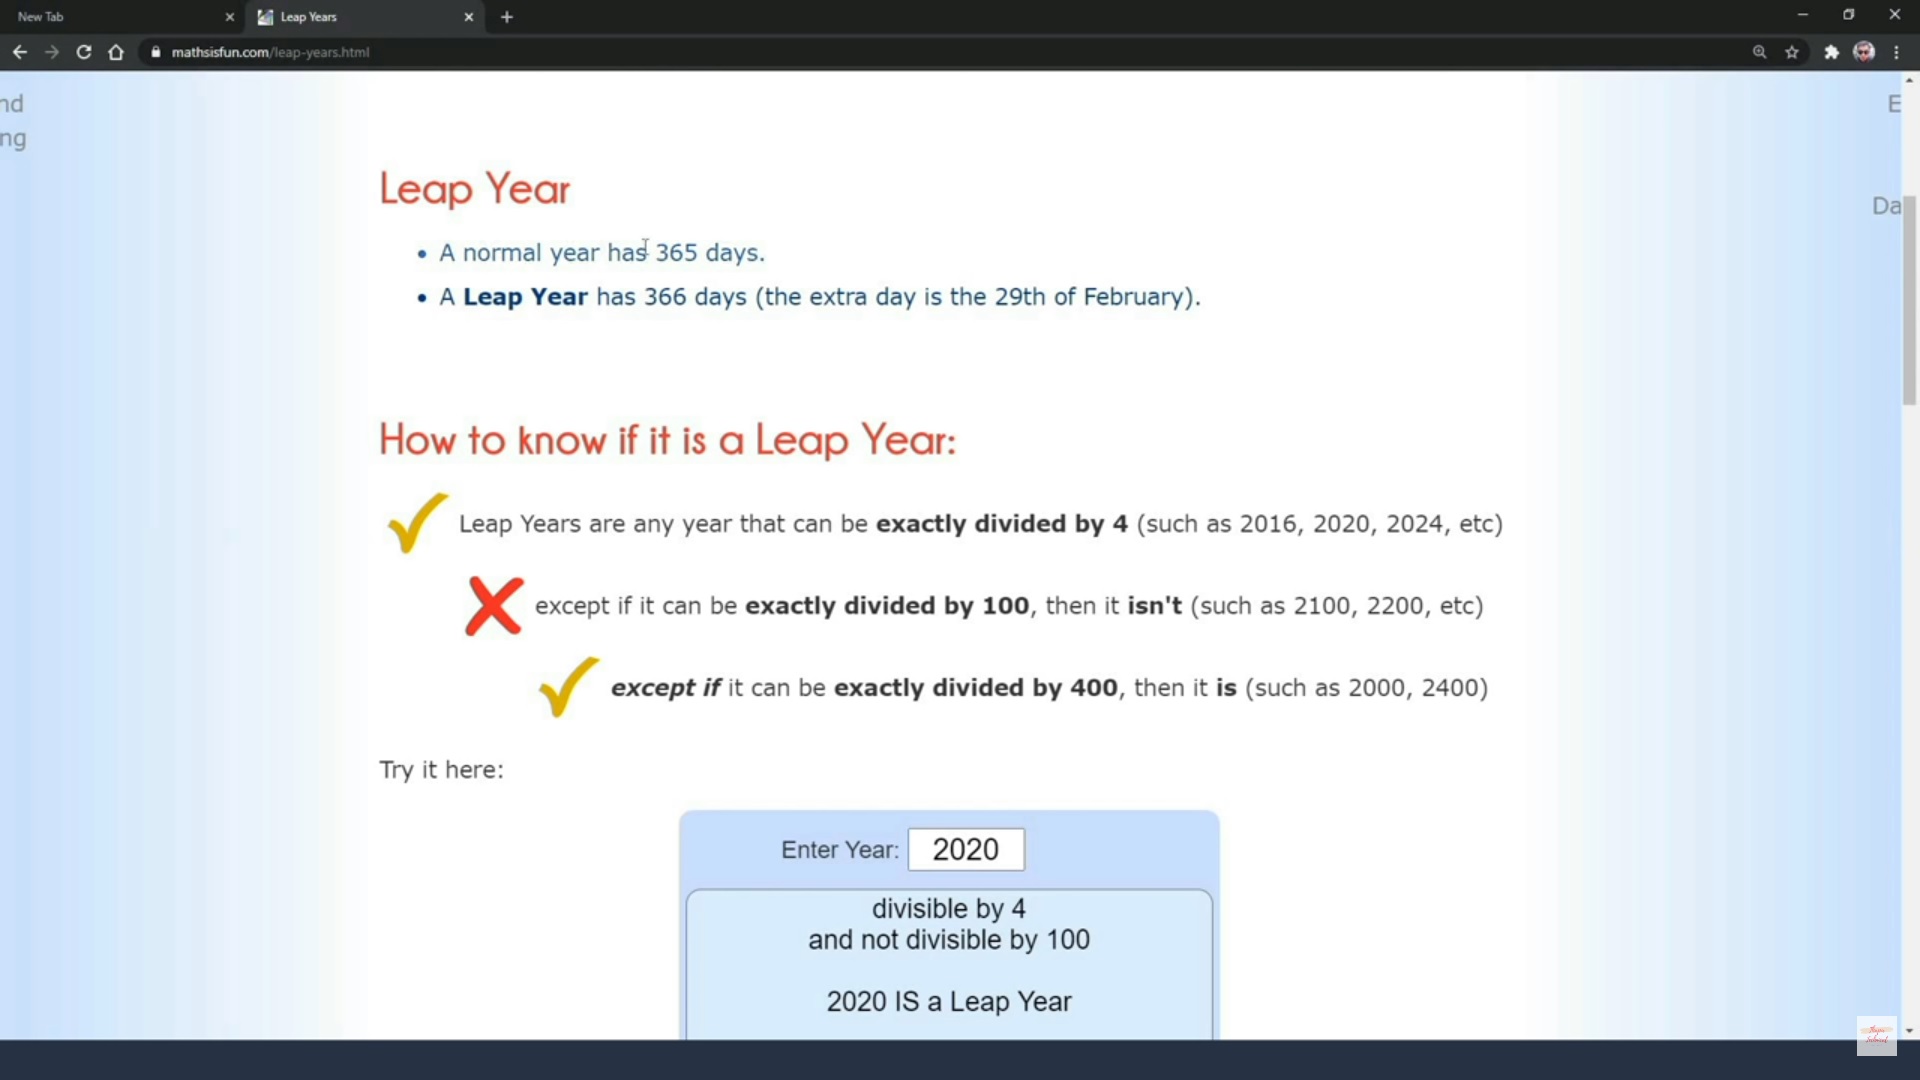 New Tab
Leap Years
mathsisfun.com/leap-years.html
nd
ng
E
Da
Leap Year
• A normal year has 365 days.
• A Leap Year has 366 days (the extra day is the 29th of February).
How to know if it is a Leap Year:
Leap Years are any year that can be exactly divided by 4 (such as 2016, 2020, 2024, etc)
except if it can be exactly divided by 100, then it isn't (such as 2100, 2200, etc)
except if it can be exactly divided by 400, then it is (such as 2000, 2400)
Try it here:
Enter Year: 2020
divisible by 4
and not divisible by 100
2020 IS a Leap Year